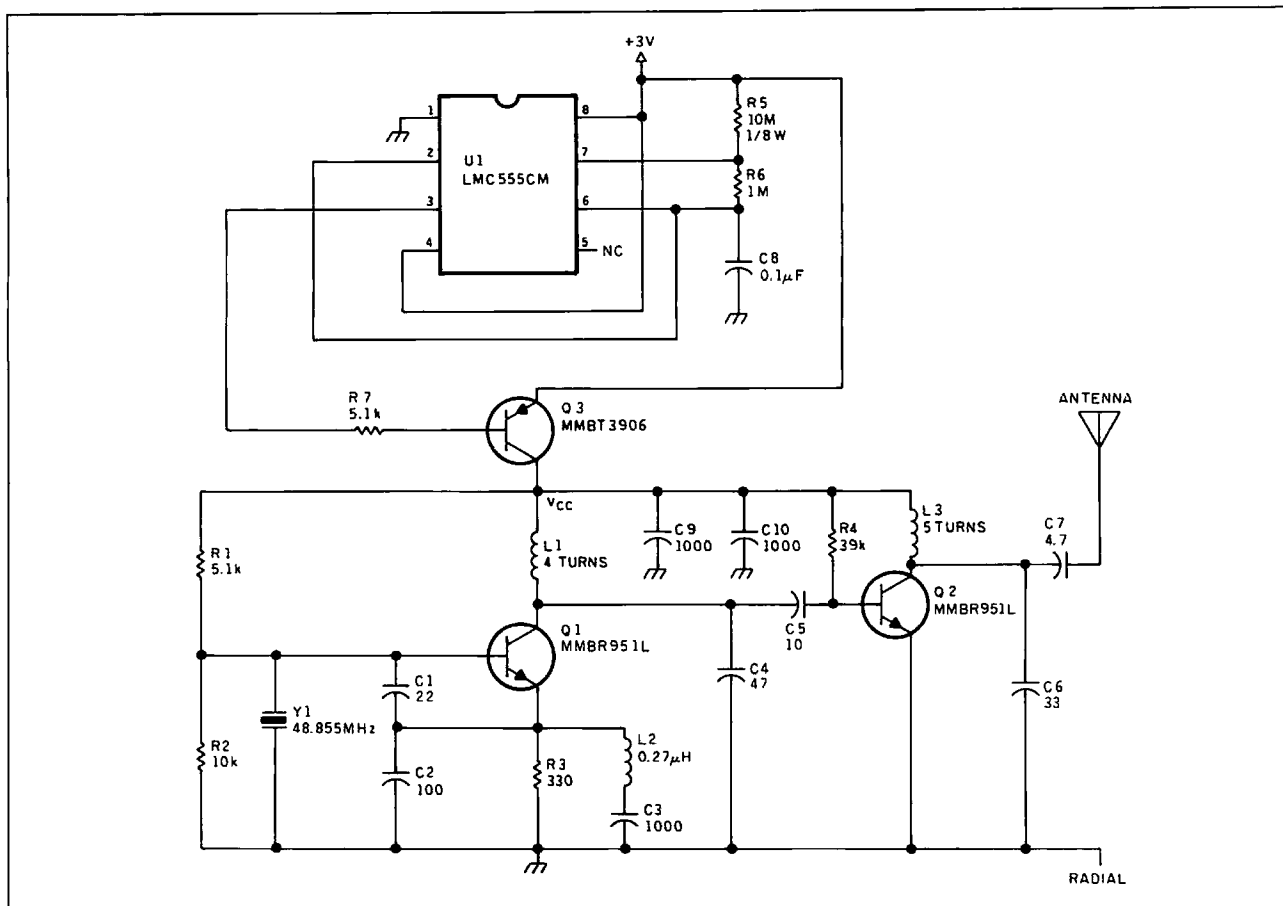 +3V
1
8
R5
10M
1/8W
2
U1
LMC555CM
7
R6
1M
3
6
4
5
NC
C8
0.1µF
R7
5.1k
Q3
MMBT3906
ANTENNA
VCC
R1
5.1k
L1
4 TURNS
C9
1000
C10
1000
R4
39k
L3
5 TURNS
C7
4.7
Q1
MMBR951L
C5
10
Q2
MMBR951L
C1
22
C4
47
C6
33
Y1
48.855MHz
R2
10k
C2
100
R3
330
L2
0.27µH
C3
1000
RADIAL